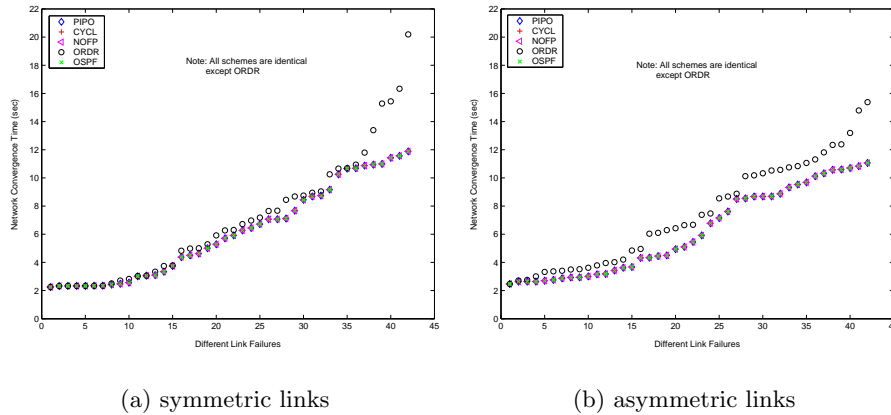 22
20
18
16
14
12
10
8
6
4
2
0
Network Convergence Time (sec)
PIPO
CYCL
NOFP
ORDR
OSPF
Note: All schemes are identical
except ORDR
0 5 10 15 20 25 30 35 40 45
Different Link Failures
(a) symmetric links
22
20
18
16
14
12
10
8
6
4
2
0
Network Convergence Time (sec)
PIPO
CYCL
NOFP
ORDR
OSPF
Note: All schemes are identical
except ORDR
0 5 10 15 20 25 30 35 40 45
Different Link Failures
(b) asymmetric links